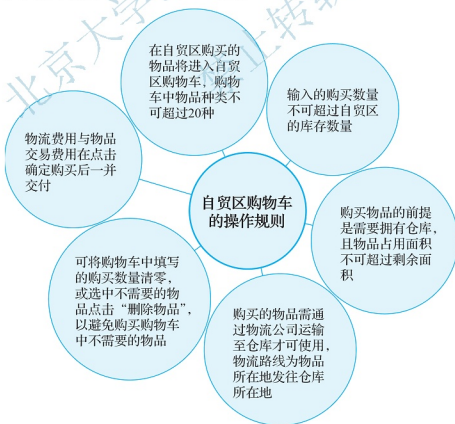 北京大学
禁止转载
在自贸区购买的
物品将进入自贸
区购物车，购物
车中物品种类不
可超过20种
输入的购买数量
不可超过自贸区
的库存数量
物流费用与物品
交易费用在点击
确定购买后一并
交付
自贸区购物车
的操作规则
购买物品的前提
是需要拥有仓库，
且物品占用面积
不可超过剩余面
积
可将购物车中填写
的购买数量清零，
或选中不需要的物
品点击“删除物品”，
以避免购买购物车
中不需要的物品
购买的物品需通
过物流公司运输
至仓库才可使用，
物流路线为物品
所在地发往仓库
所在地